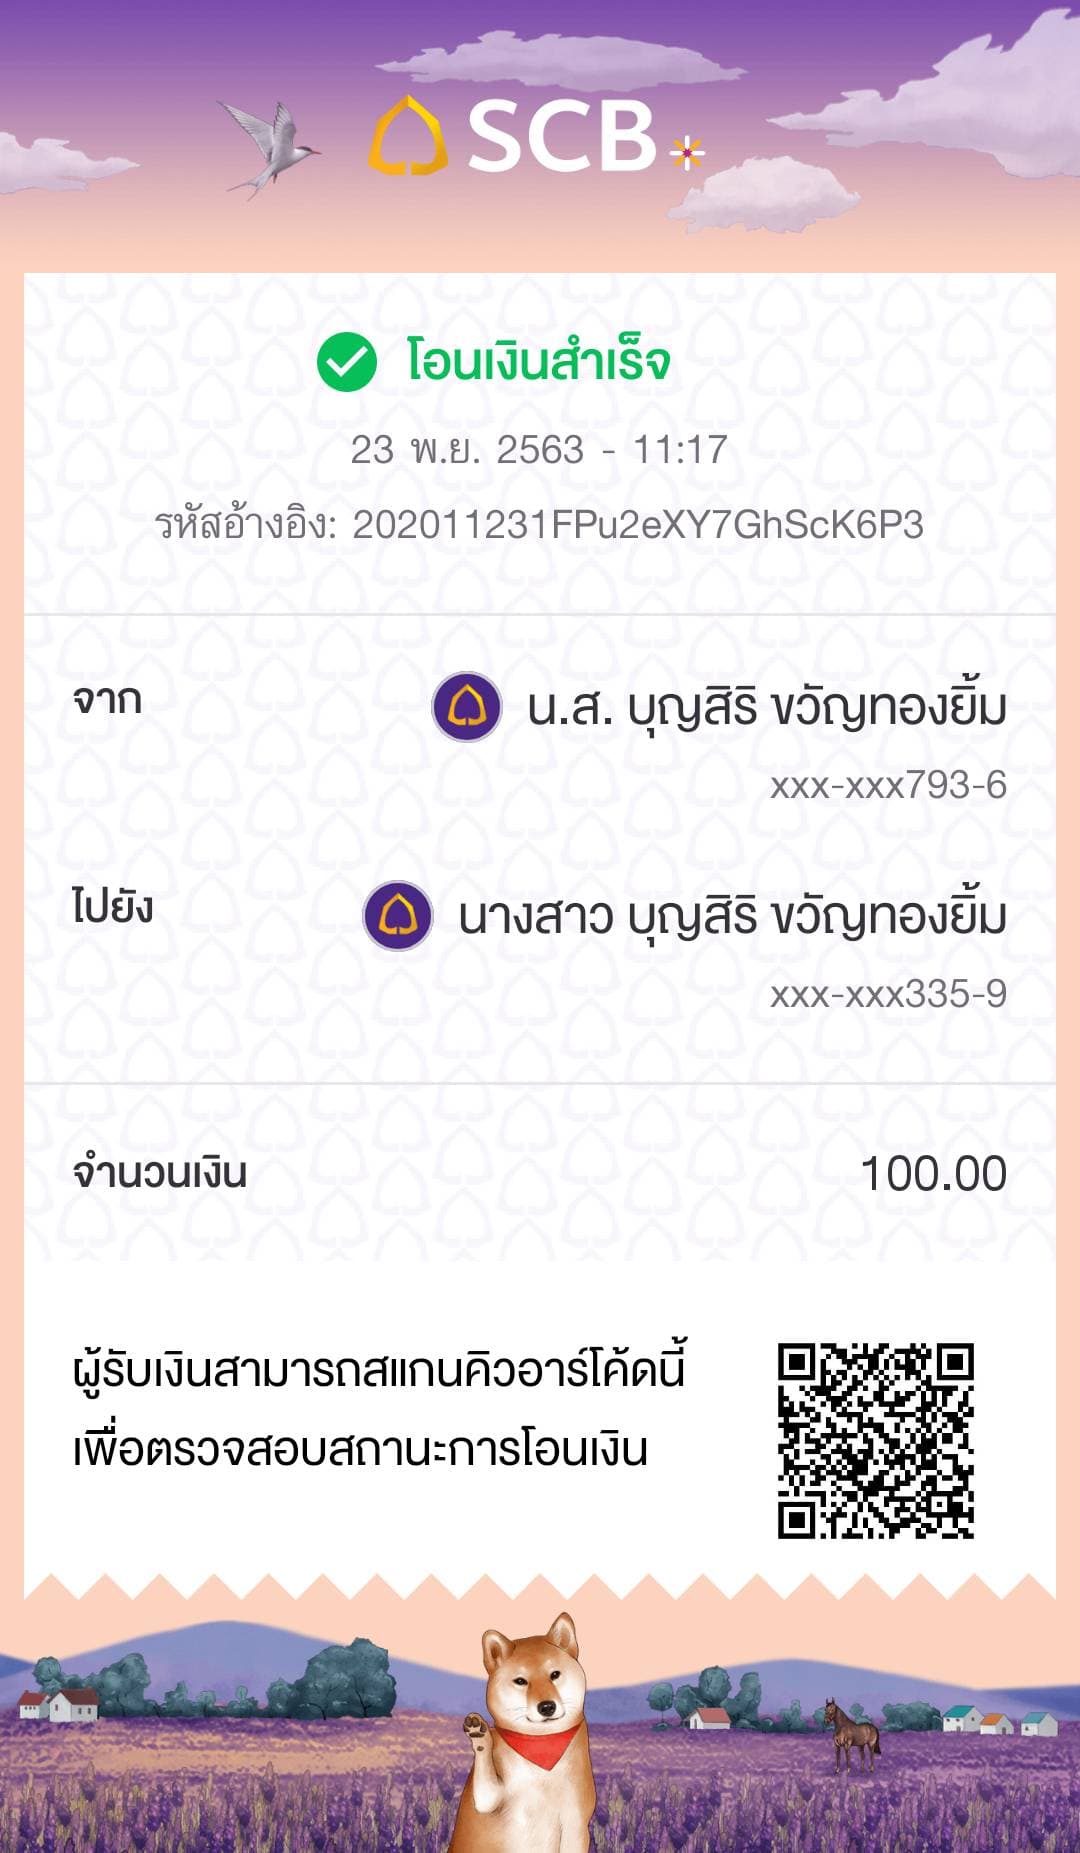 SCB
โอนเงินสำเร็จ
23 พ.ย. 2563 - 11:17
รหัสอ้างอิง: 202011231FPu2eXY7GhScK6P3
จาก
น.ส. บุญสิริ ขวัญทองยิ้ม
xxx-xxx793-6
ไปยัง
นางสาว บุญสิริ ขวัญทองยิ้ม
xxx-xxx335-9
จำนวนเงิน 100.00
ผู้รับเงินสามารถสแกนคิวอาร์โค้ดนี้
เพื่อตรวจสอบสถานะการโอนเงิน